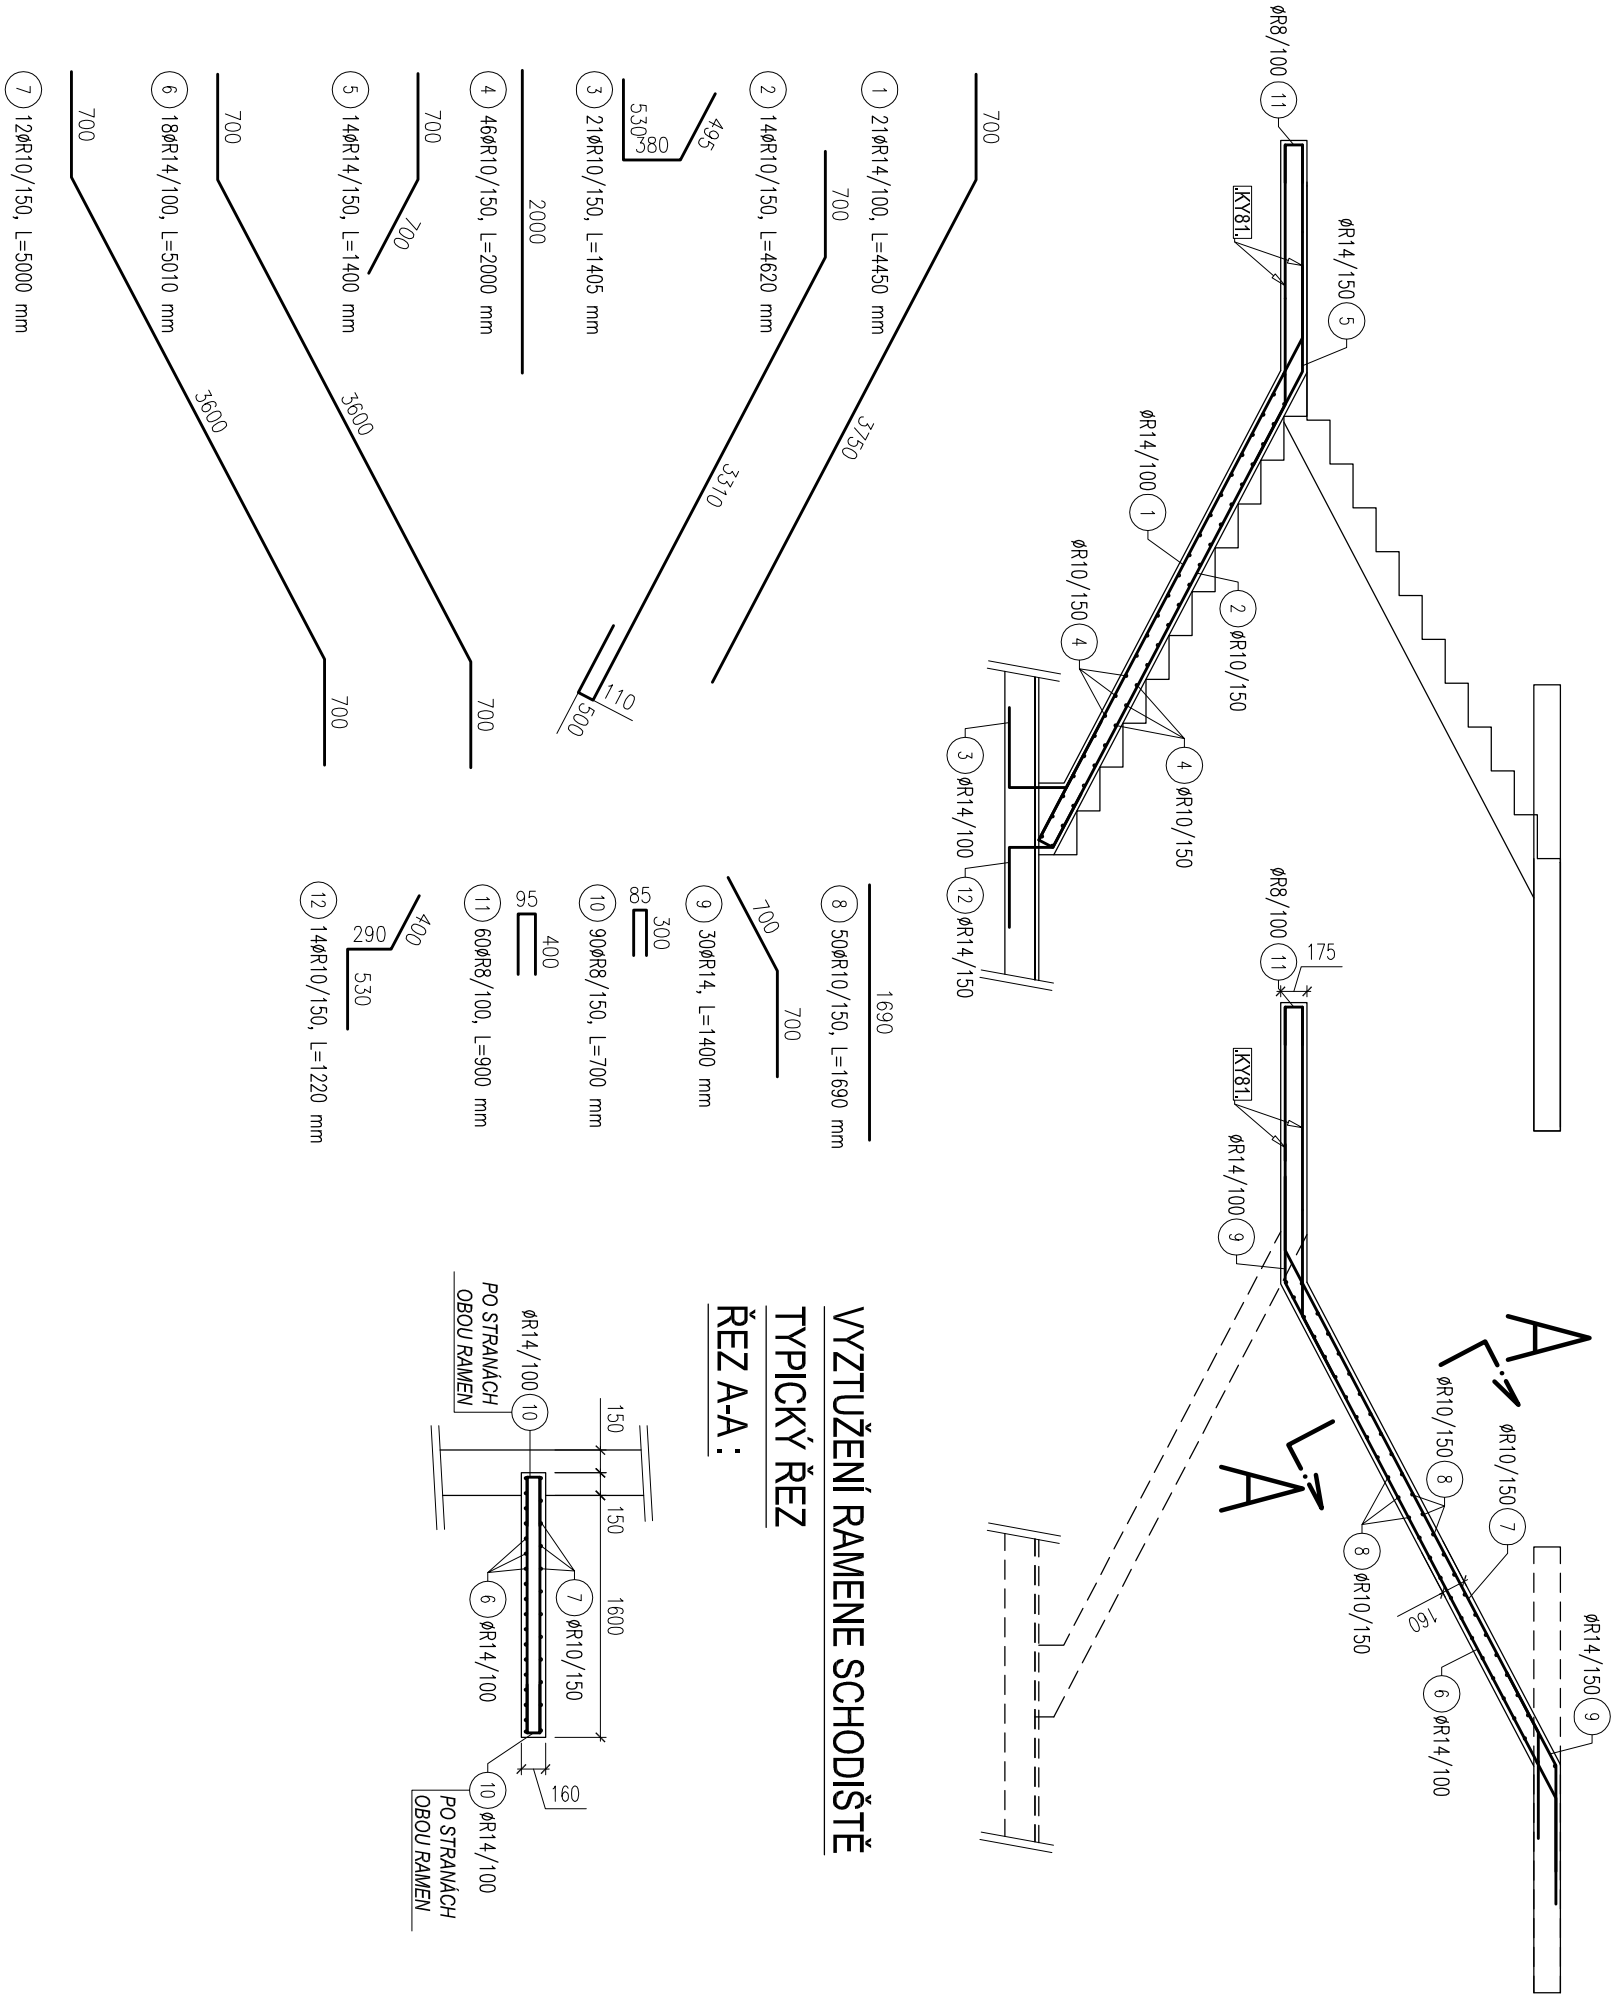 øR8/100 11
KY81.
øR14/150 5
øR14/100 1
2 øR10/150
øR10/150 4
4 øR10/150
3 øR14/100
12 øR14/150
øR8/100 11
175
KY81.
øR14/100 9
øR10/150 8
øR10/150 7
A
A
8 øR10/150
160
6 øR14/100
øR14/150 9
700
3750
1 21øR14/100, L=4450 mm
700
3310
110
500
2 14øR10/150, L=4620 mm
495
380
530
3 21øR10/150, L=1405 mm
2000
4 46øR10/150, L=2000 mm
700
700
5 14øR14/150, L=1400 mm
700
3600
700
6 18øR14/100, L=5010 mm
700
3600
700
7 12øR10/150, L=5000 mm
1690
8 50øR10/150, L=1690 mm
700
700
9 30øR14, L=1400 mm
85
300
10 90øR8/150, L=700 mm
95
400
11 60øR8/100, L=900 mm
400
290
530
12 14øR10/150, L=1220 mm
VYZTUŽENÍ RAMENE SCHODIŠTĚ
TYPICKÝ ŘEZ
ŘEZ A-A :
150
150
1600
160
øR14/100 10
PO STRANÁCH
OBOU RAMEN
7 øR10/150
6 øR14/100
10 øR14/100
PO STRANÁCH
OBOU RAMEN